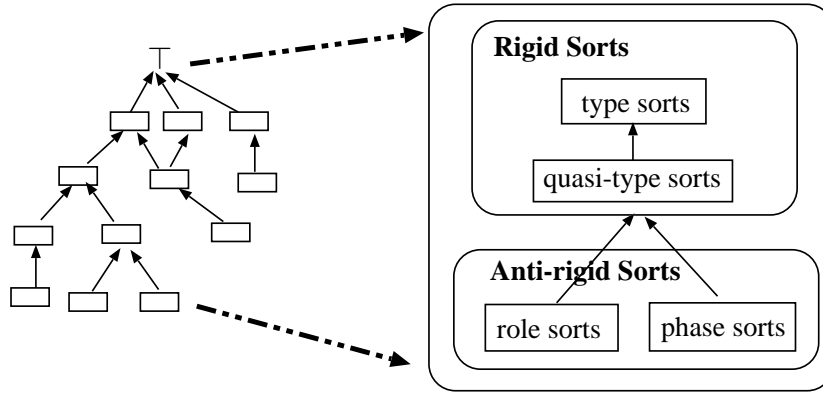 ⊤
Rigid Sorts
type sorts
quasi-type sorts
Anti-rigid Sorts
role sorts
phase sorts